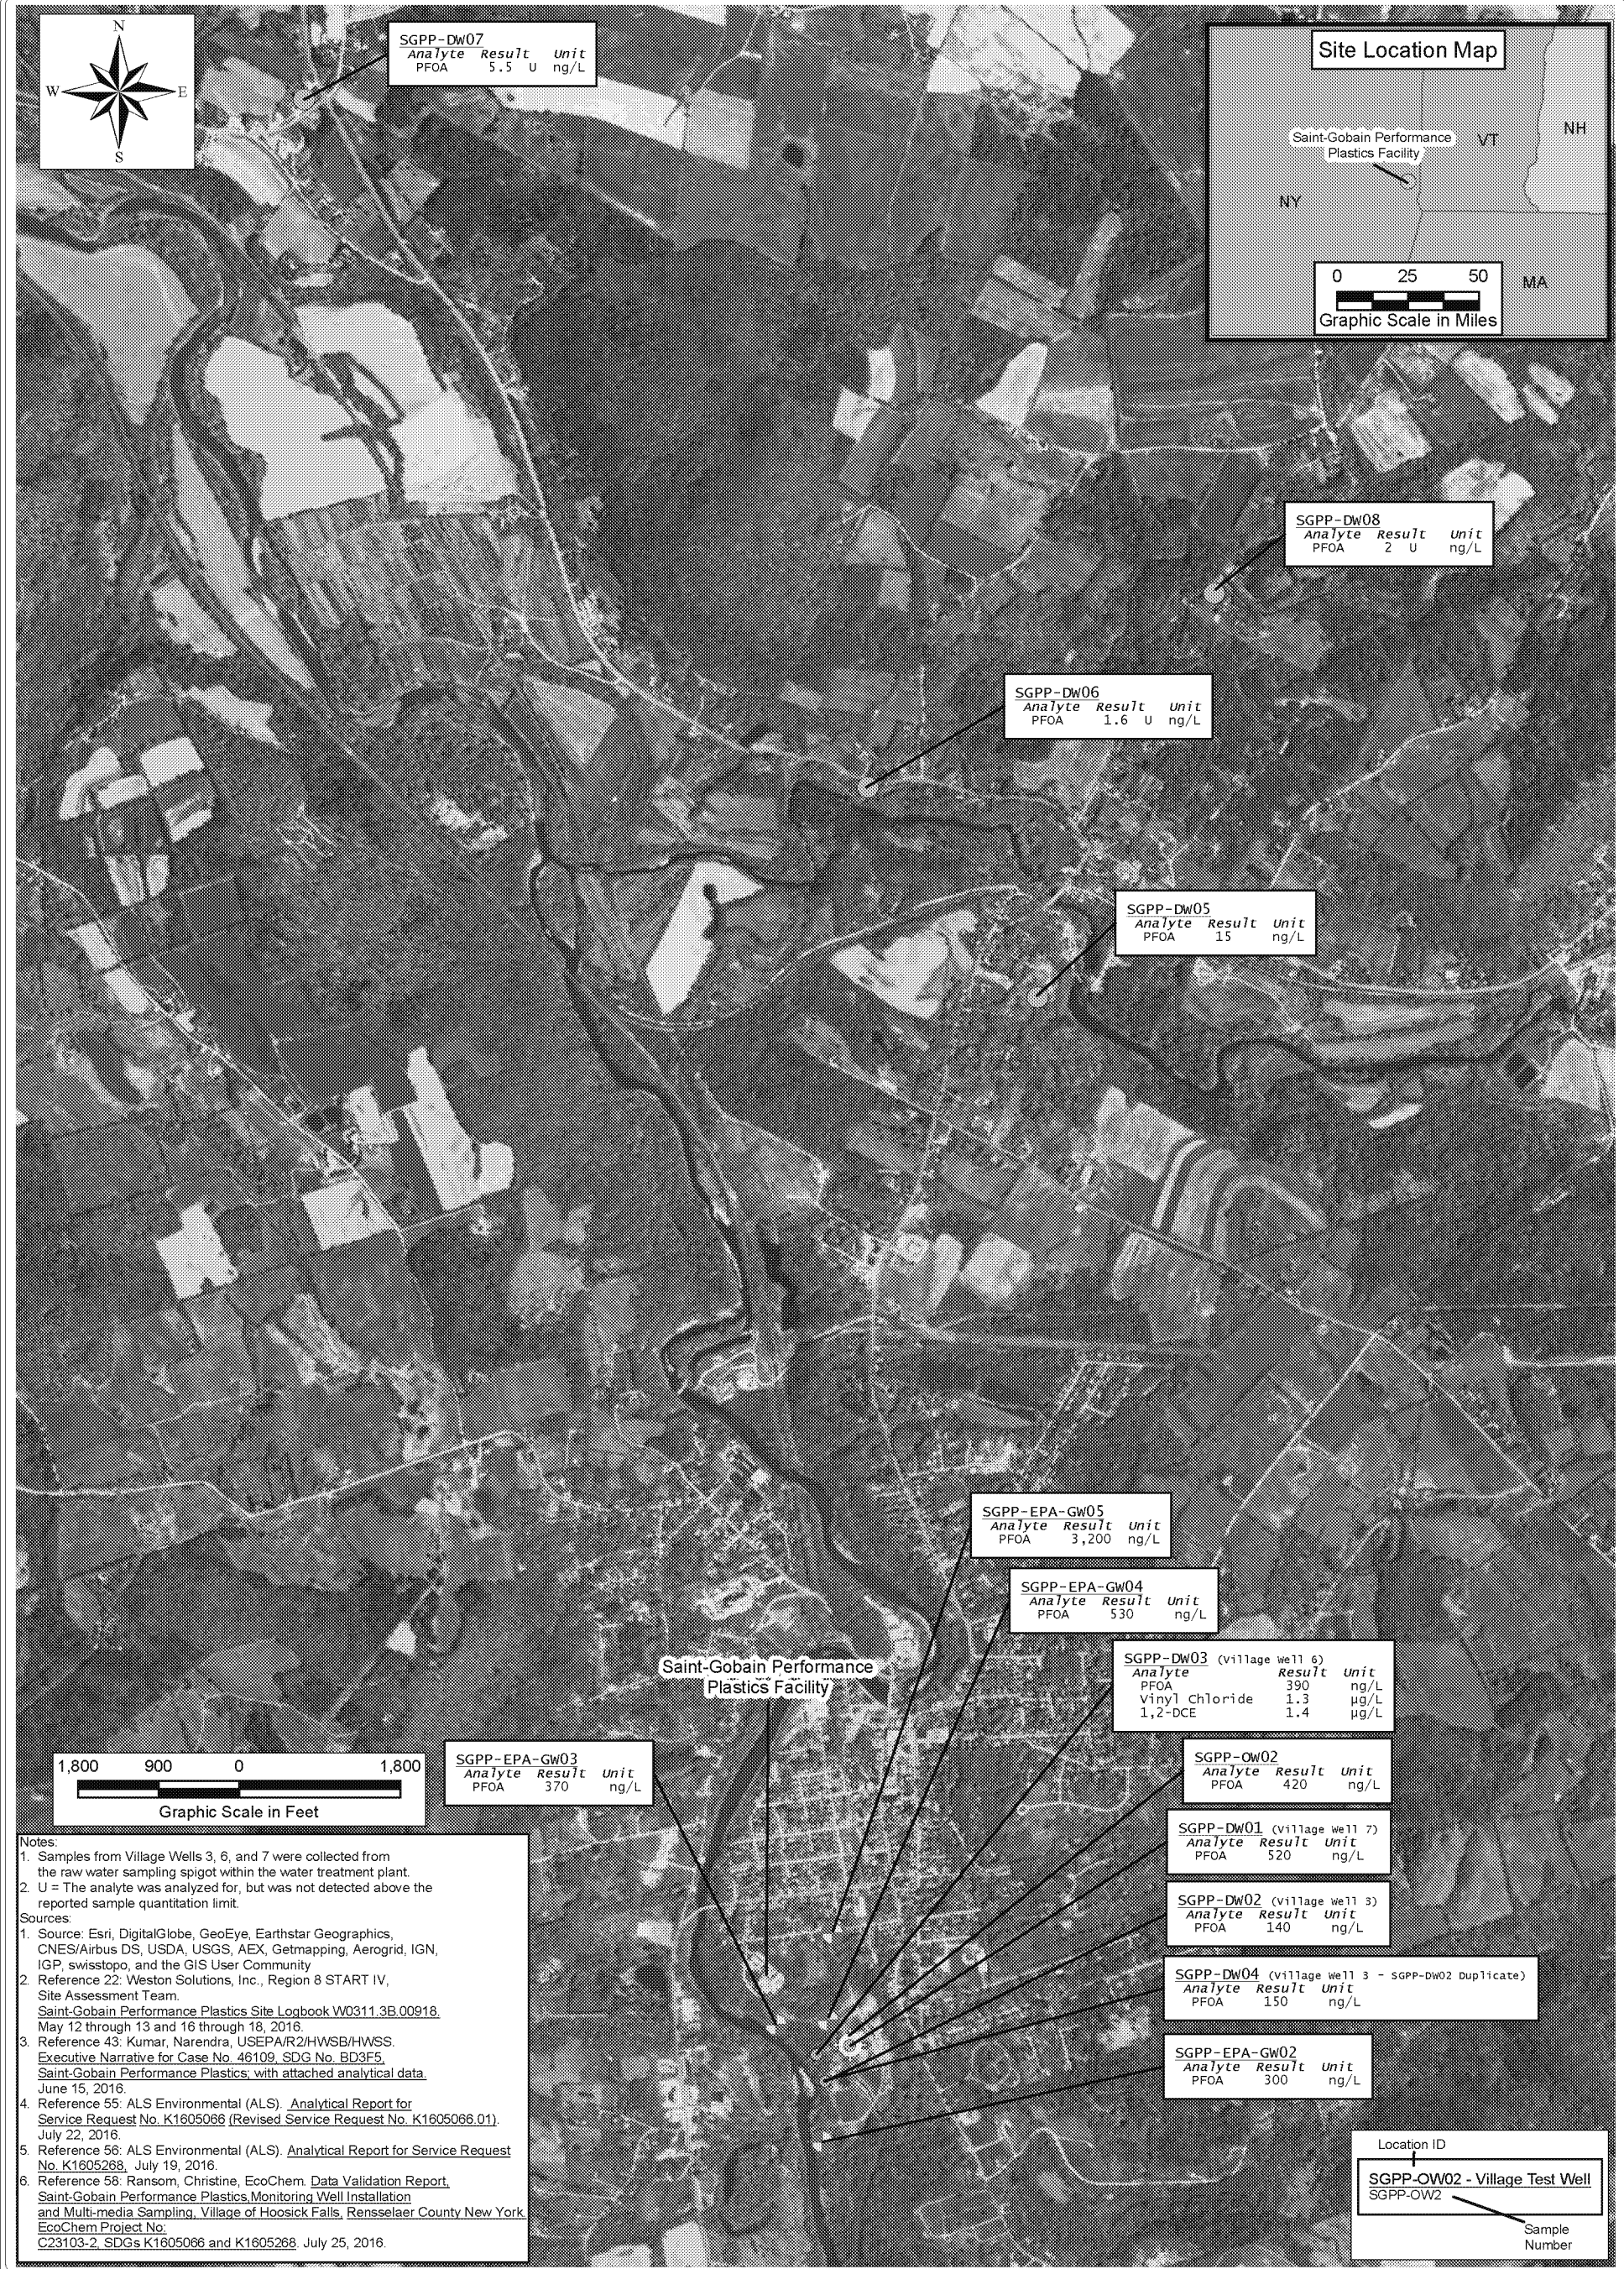 N
W E
S
SGPP-DW07
Analyte Result Unit
PFOA 5.5 U ng/L
Site Location Map
Saint-Gobain Performance
Plastics Facility
VT
NH
NY
MA
0 25 50
Graphic Scale in Miles
SGPP-DW08
Analyte Result Unit
PFOA 2 U ng/L
SGPP-DW06
Analyte Result Unit
PFOA 1.6 U ng/L
SGPP-DW05
Analyte Result Unit
PFOA 15 ng/L
SGPP-EPA-GW05
Analyte Result Unit
PFOA 3,200 ng/L
SGPP-EPA-GW04
Analyte Result Unit
PFOA 530 ng/L
SGPP-DW03 (Village Well 6)
Analyte Result Unit
PFOA 390 ng/L
Vinyl Chloride 1.3 µg/L
1,2-DCE 1.4 µg/L
Saint-Gobain Performance
Plastics Facility
SGPP-EPA-GW03
Analyte Result Unit
PFOA 370 ng/L
SGPP-OW02
Analyte Result Unit
PFOA 420 ng/L
SGPP-DW01 (Village Well 7)
Analyte Result Unit
PFOA 520 ng/L
SGPP-DW02 (Village Well 3)
Analyte Result Unit
PFOA 140 ng/L
SGPP-DW04 (Village Well 3 - SGPP-DW02 Duplicate)
Analyte Result Unit
PFOA 150 ng/L
SGPP-EPA-GW02
Analyte Result Unit
PFOA 300 ng/L
1,800 900 0 1,800
Graphic Scale in Feet
Notes:
1. Samples from Village Wells 3, 6, and 7 were collected from
the raw water sampling spigot within the water treatment plant.
2. U = The analyte was analyzed for, but was not detected above the
reported sample quantitation limit.
Sources:
1. Source: Esri, DigitalGlobe, GeoEye, Earthstar Geographics,
CNES/Airbus DS, USDA, USGS, AEX, Getmapping, Aerogrid, IGN,
IGP, swisstopo, and the GIS User Community
2. Reference 22: Weston Solutions, Inc., Region 8 START IV,
Site Assessment Team.
Saint-Gobain Performance Plastics Site Logbook W0311.3B.00918.
May 12 through 13 and 16 through 18, 2016.
3. Reference 43: Kumar, Narendra, USEPA/R2/HWSB/HWSS.
Executive Narrative for Case No. 46109, SDG No. BD3F5,
Saint-Gobain Performance Plastics; with attached analytical data.
June 15, 2016.
4. Reference 55: ALS Environmental (ALS). Analytical Report for
Service Request No. K1605066 (Revised Service Request No. K1605066.01).
July 22, 2016.
5. Reference 56: ALS Environmental (ALS). Analytical Report for Service Request
No. K1605268, July 19, 2016.
6. Reference 58: Ransom, Christine, EcoChem. Data Validation Report,
Saint-Gobain Performance Plastics,Monitoring Well Installation
and Multi-media Sampling, Village of Hoosick Falls, Rensselaer County New York.
EcoChem Project No:
C23103-2, SDGs K1605066 and K1605268. July 25, 2016.
Location ID
SGPP-OW02 - Village Test Well
SGPP-OW2
Sample
Number